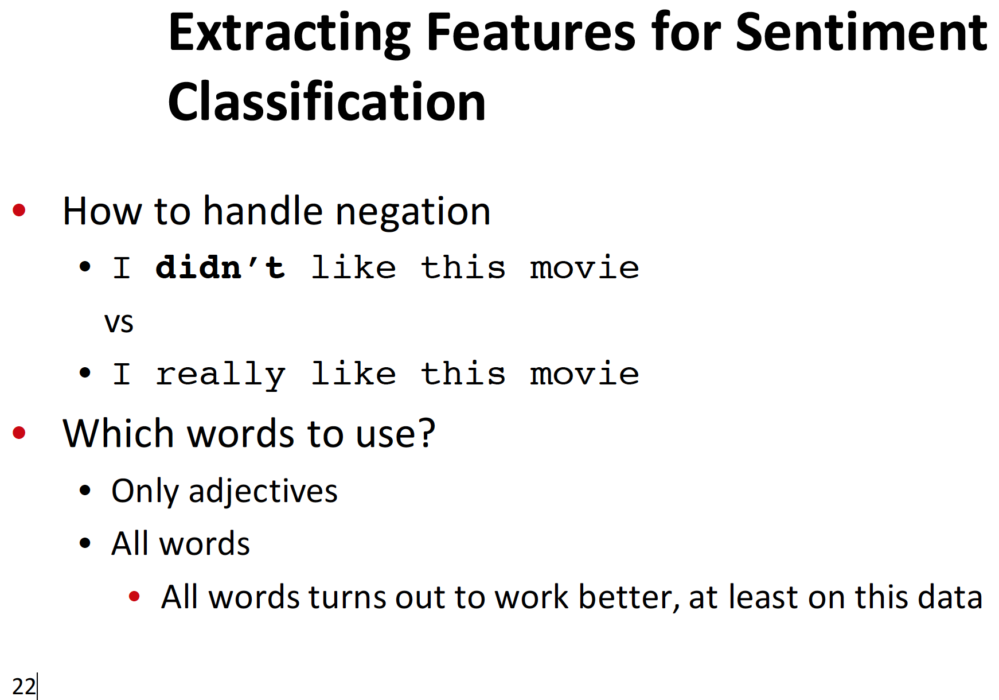 Extracting Features for Sentiment
Classification
• How to handle negation
• I didn’t like this movie
vs
• I really like this movie
• Which words to use?
• Only adjectives
• All words
• All words turns out to work better, at least on this data
22